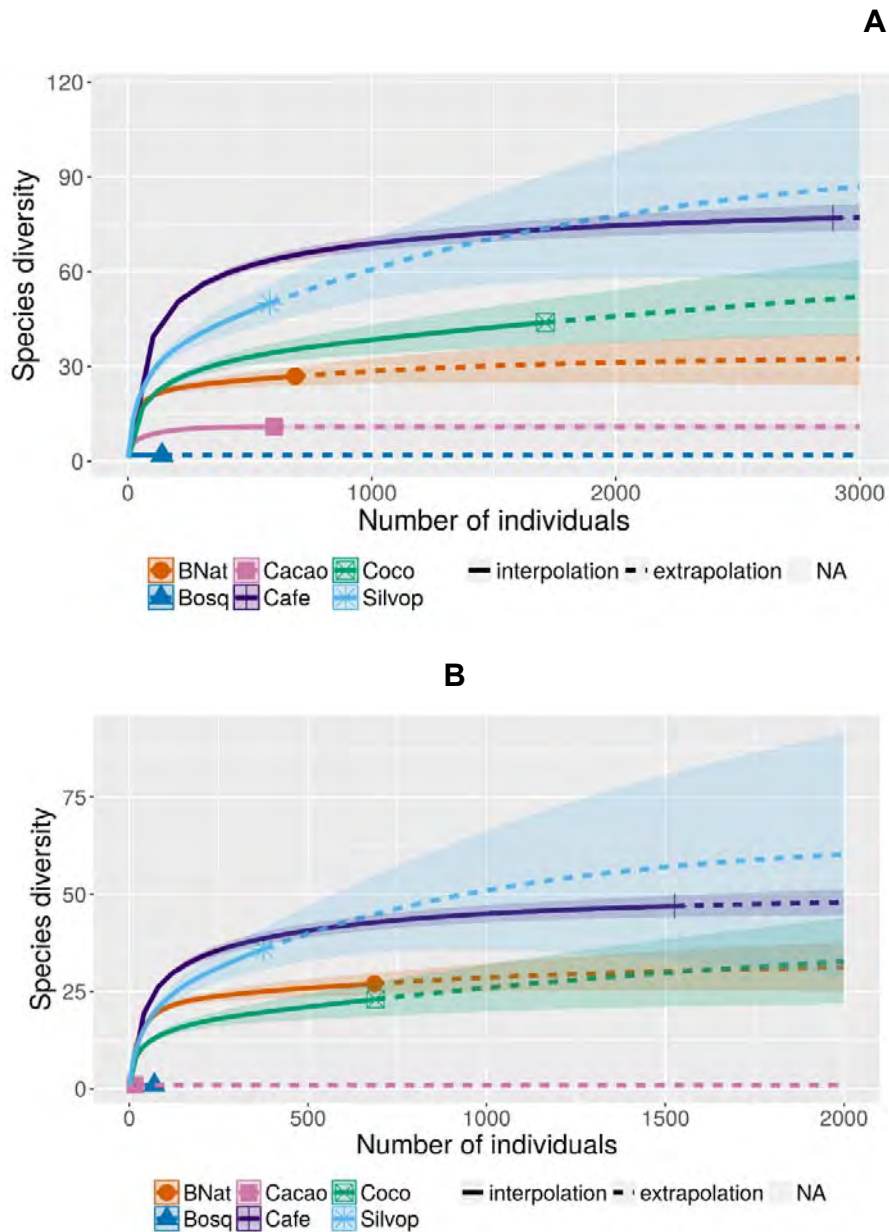 A
120
90
60
30
0
Species diversity
0 1000 2000 3000
Number of individuals
BNat Cacao Coco interpolation extrapolation NA
Bosq Cafe Silvop
B
75
50
25
0
Species diversity
0 500 1000 1500 2000
Number of individuals
BNat Cacao Coco interpolation extrapolation NA
Bosq Cafe Silvop